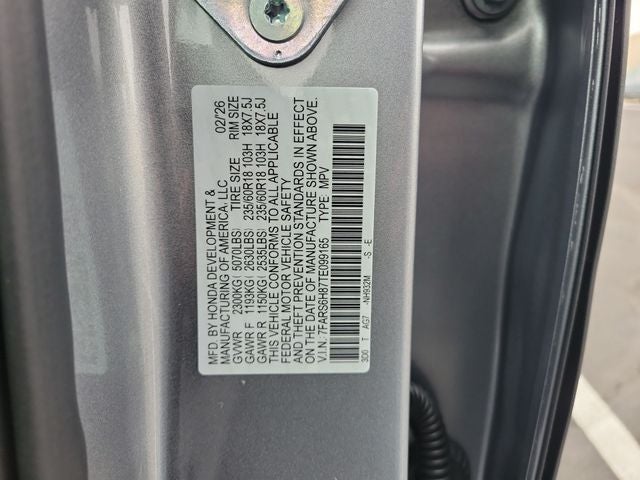 MFD. BY HONDA DEVELOPMENT & 02/26
MANUFACTURING OF AMERICA, LLC
GVWR 2300KG( 5070LBS) TIRE SIZE RIM SIZE
GAWR F 1193KG( 2630LBS) 235/60R18 103H 18X7.5J
GAWR R 1150KG( 2535LBS) 235/60R18 103H 18X7.5J
THIS VEHICLE CONFORMS TO ALL APPLICABLE
FEDERAL MOTOR VEHICLE SAFETY
AND THEFT PREVENTION STANDARDS IN EFFECT
ON THE DATE OF MANUFACTURE SHOWN ABOVE.
V.I.N.: 7FARS6H87TE099165 TYPE: MPV
3D0 T AG7 -NH932M -S -E